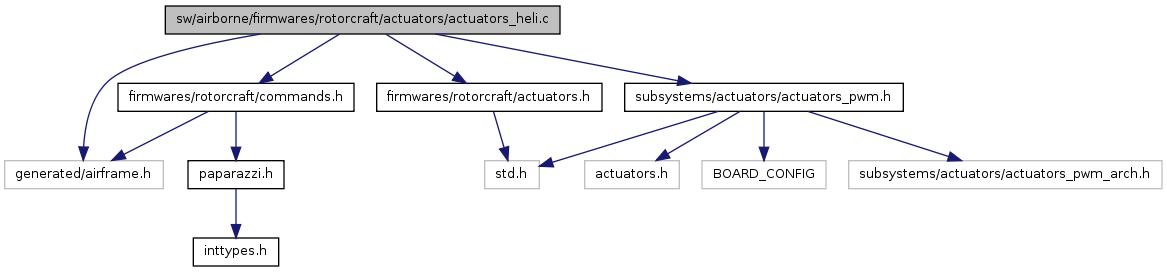 sw/airborne/firmwares/rotorcraft/actuators/actuators_heli.c
firmwares/rotorcraft/commands.h
firmwares/rotorcraft/actuators.h
subsystems/actuators/actuators_pwm.h
generated/airframe.h
paparazzi.h
std.h
actuators.h
BOARD_CONFIG
subsystems/actuators/actuators_pwm_arch.h
inttypes.h